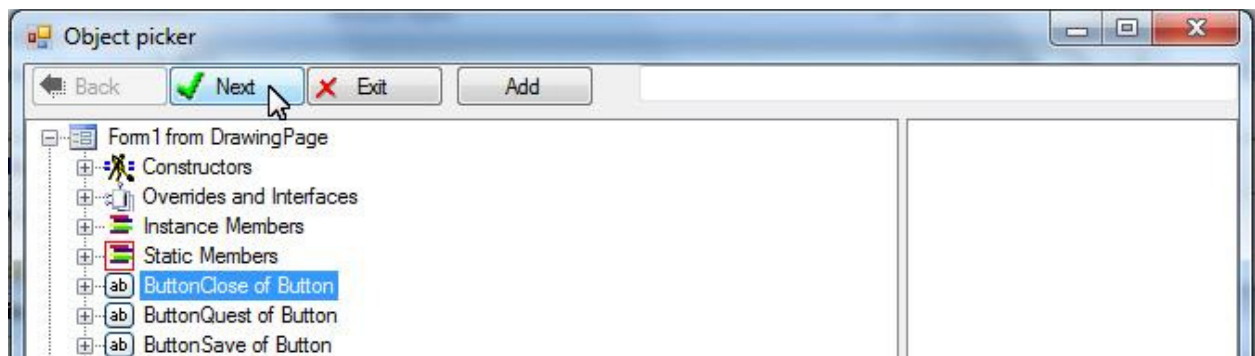 Object picker
Back Next Exit Add
Form1 from DrawingPage
Constructors
Overrides and Interfaces
Instance Members
Static Members
ab ButtonClose of Button
ab ButtonQuest of Button
ab ButtonSave of Button